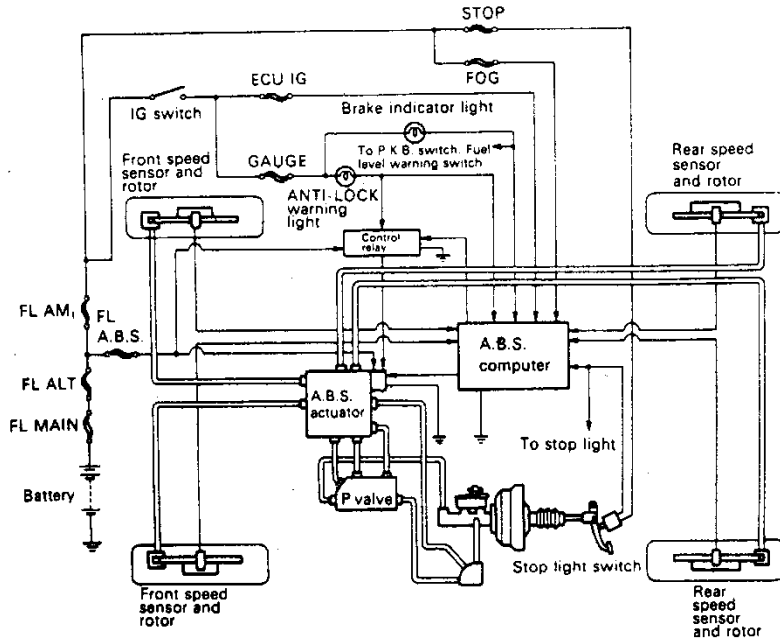 STOP
FOG
ECU IG
IG switch
Brake indicator light
To P.K.B. switch. Fuel
level warning switch
Front speed
sensor and
rotor
GAUGE
ANTI-LOCK
warning
light
Rear speed
sensor
and rotor
Control
relay
FL AM₁
FL
A.B.S.
A.B.S.
computer
FL ALT
A.B.S.
actuator
FL MAIN
To stop light
Battery
P valve
Stop light switch
Front speed
sensor and
rotor
Rear
speed
sensor
and rotor